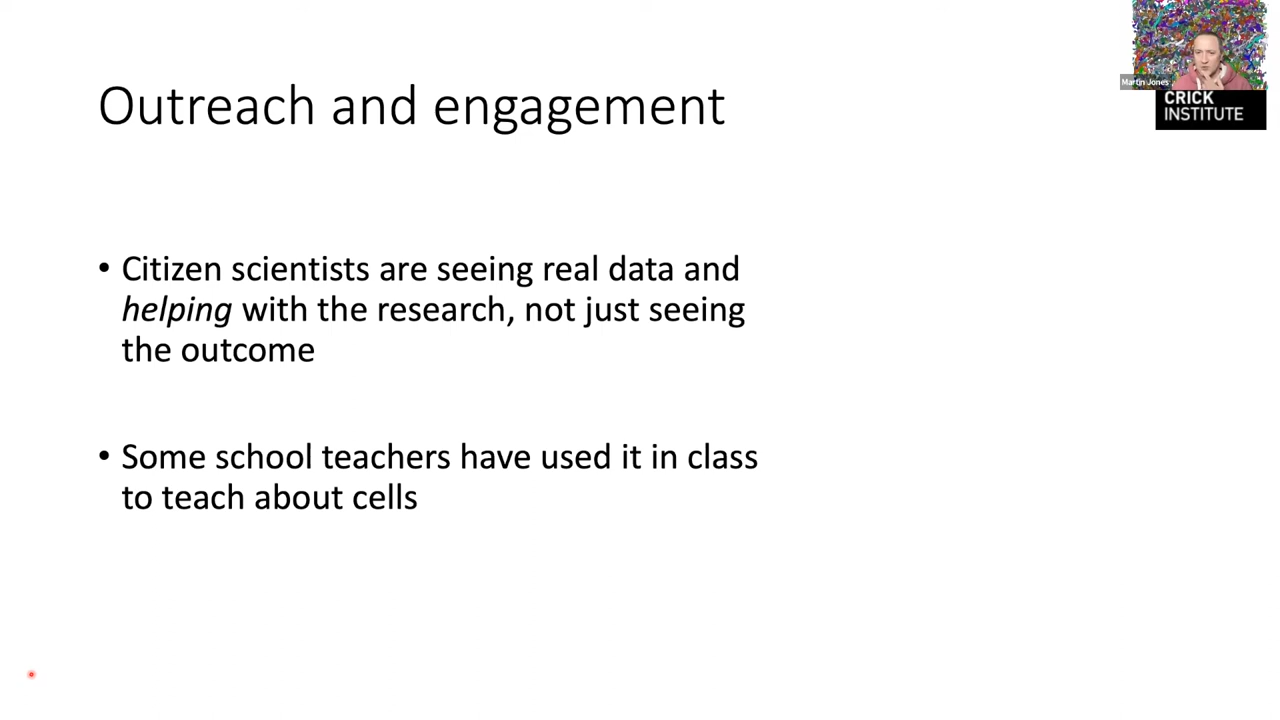 Martin Jones
CRICK
INSTITUTE
Outreach and engagement
• Citizen scientists are seeing real data and
helping with the research, not just seeing
the outcome
• Some school teachers have used it in class
to teach about cells